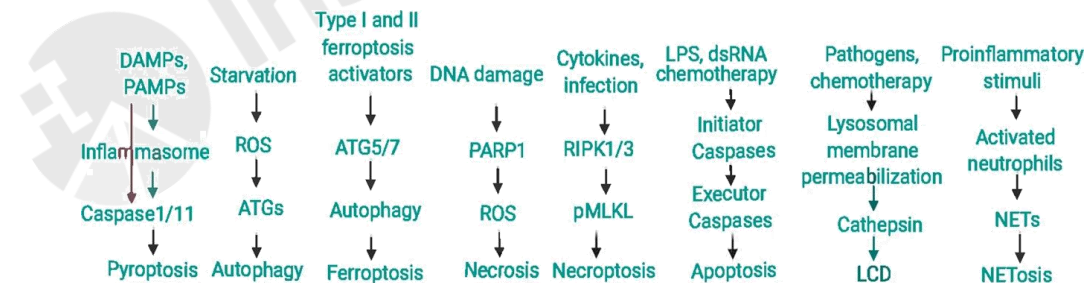 DAMPs,
PAMPs
Inflammasome
Caspase1/11
Pyroptosis
Starvation
ROS
ATGs
Autophagy
Type I and II
ferroptosis
activators
ATG5/7
Autophagy
Ferroptosis
DNA damage
PARP1
ROS
Necrosis
Cytokines,
infection
RIPK1/3
pMLKL
Necroptosis
LPS, dsRNA
chemotherapy
Initiator
Caspases
Executor
Caspases
Apoptosis
Pathogens,
chemotherapy
Lysosomal
membrane
permeabilization
Cathepsin
LCD
Proinflammatory
stimuli
Activated
neutrophils
NETs
NETosis